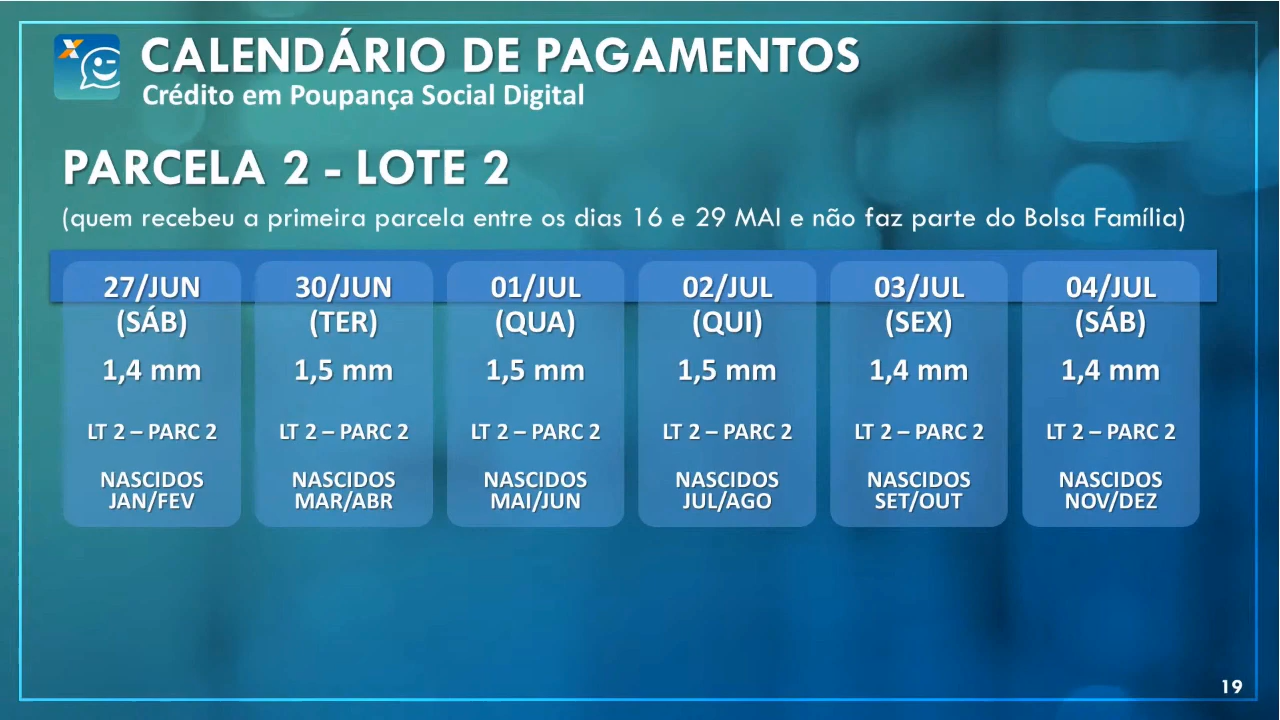 CALENDÁRIO DE PAGAMENTOS
Crédito em Poupança Social Digital
PARCELA 2 - LOTE 2
(quem recebeu a primeira parcela entre os dias 16 e 29 MAI e não faz parte do Bolsa Família)
27/JUN
(SÁB)
1,4 mm
LT 2 – PARC 2
NASCIDOS
JAN/FEV
30/JUN
(TER)
1,5 mm
LT 2 – PARC 2
NASCIDOS
MAR/ABR
01/JUL
(QUA)
1,5 mm
LT 2 – PARC 2
NASCIDOS
MAI/JUN
02/JUL
(QUI)
1,5 mm
LT 2 – PARC 2
NASCIDOS
JUL/AGO
03/JUL
(SEX)
1,4 mm
LT 2 – PARC 2
NASCIDOS
SET/OUT
04/JUL
(SÁB)
1,4 mm
LT 2 – PARC 2
NASCIDOS
NOV/DEZ
19